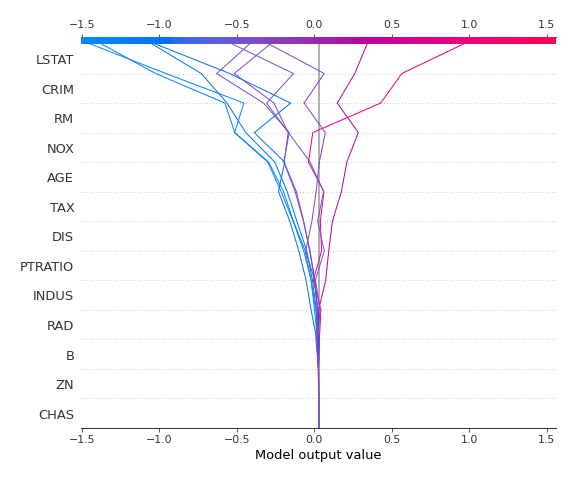 −1.5 −1.0 −0.5 0.0 0.5 1.0 1.5
LSTAT
CRIM
RM
NOX
AGE
TAX
DIS
PTRATIO
INDUS
RAD
B
ZN
CHAS
−1.5 −1.0 −0.5 0.0 0.5 1.0 1.5
Model output value